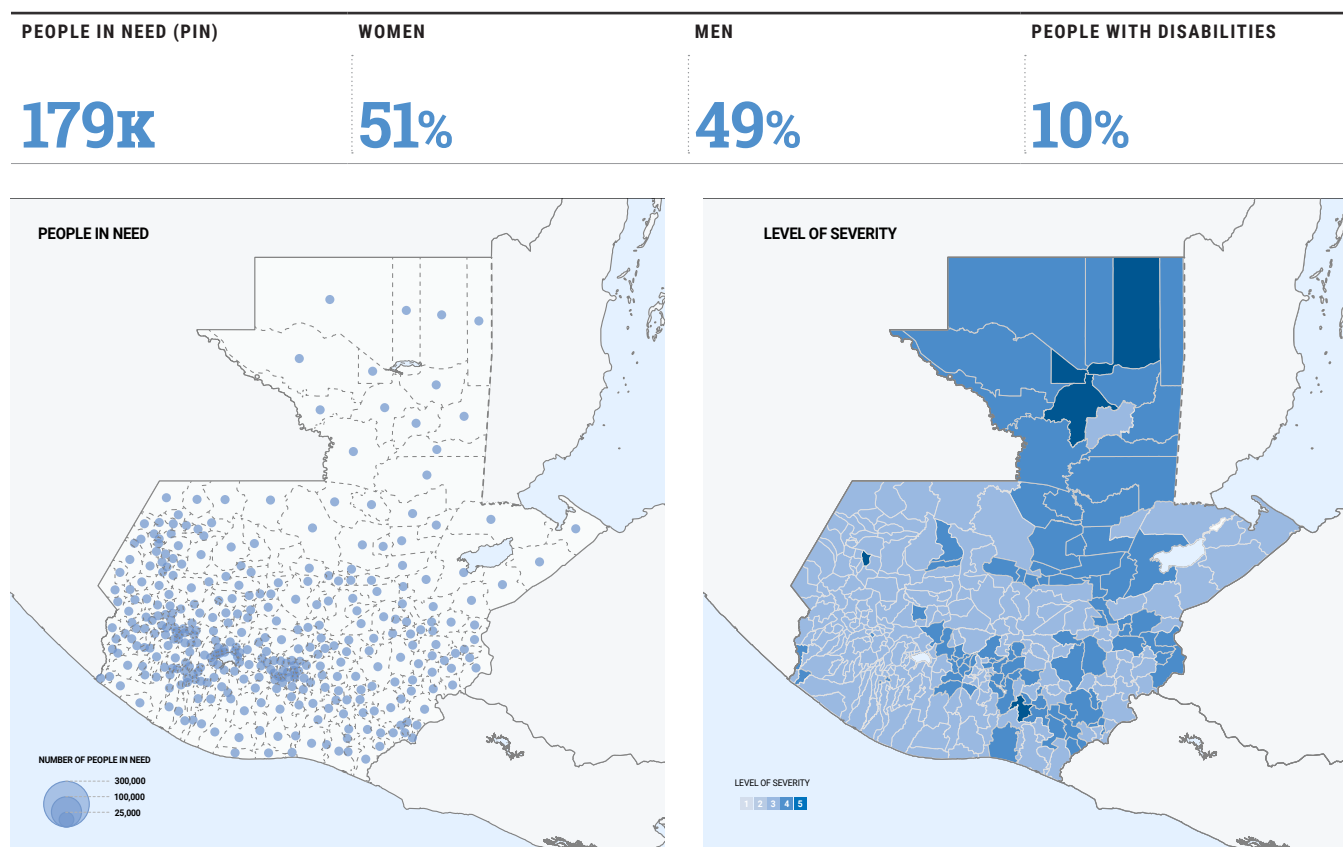 PEOPLE IN NEED (PIN)
WOMEN
MEN
PEOPLE WITH DISABILITIES
179K
51%
49%
10%
PEOPLE IN NEED
LEVEL OF SEVERITY
NUMBER OF PEOPLE IN NEED
300,000
100,000
25,000
LEVEL OF SEVERITY
1 2 3 4 5